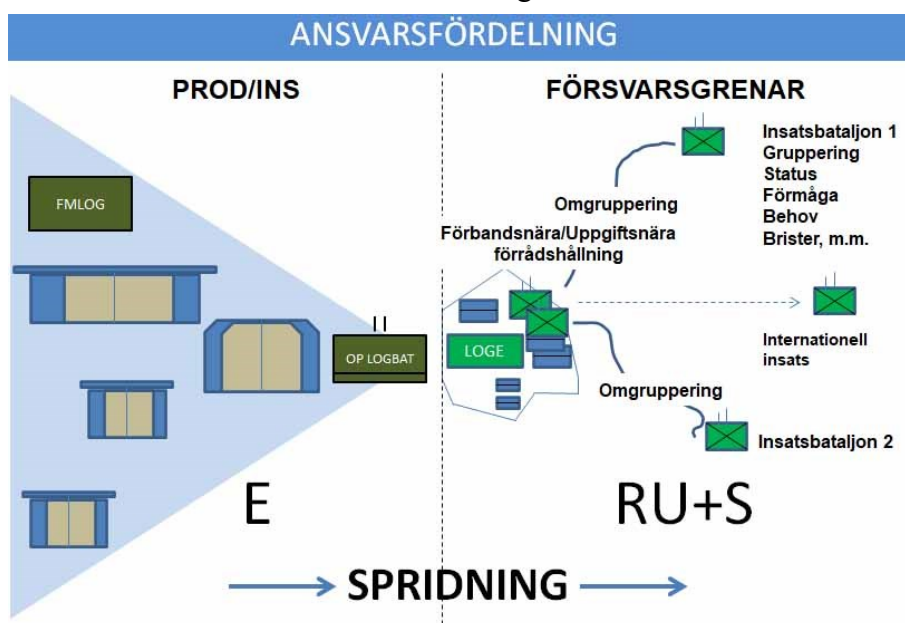 ANSVARSFÖRDELNING
PROD/INS
FÖRSVARSGRENAR
FMLOG
Insatsbataljon 1
Gruppering
Status
Förmåga
Behov
Brister, m.m.
Omgruppering
Förbandsnära/Uppgiftsnära
förrådshållning
OP LOGBAT
LOGE
Internationell
insats
Omgruppering
Insatsbataljon 2
E
RU+S
SPRIDNING